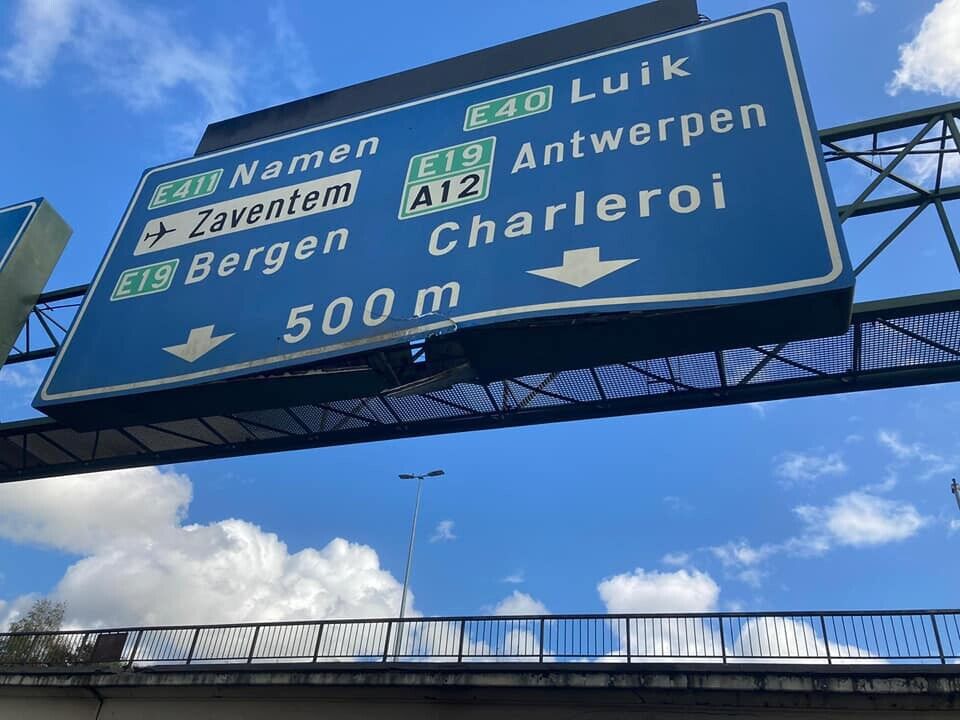 E411 Namen
Zaventem
E19 Bergen
E40 Luik
E19 Antwerpen
A12
Charleroi
500 m